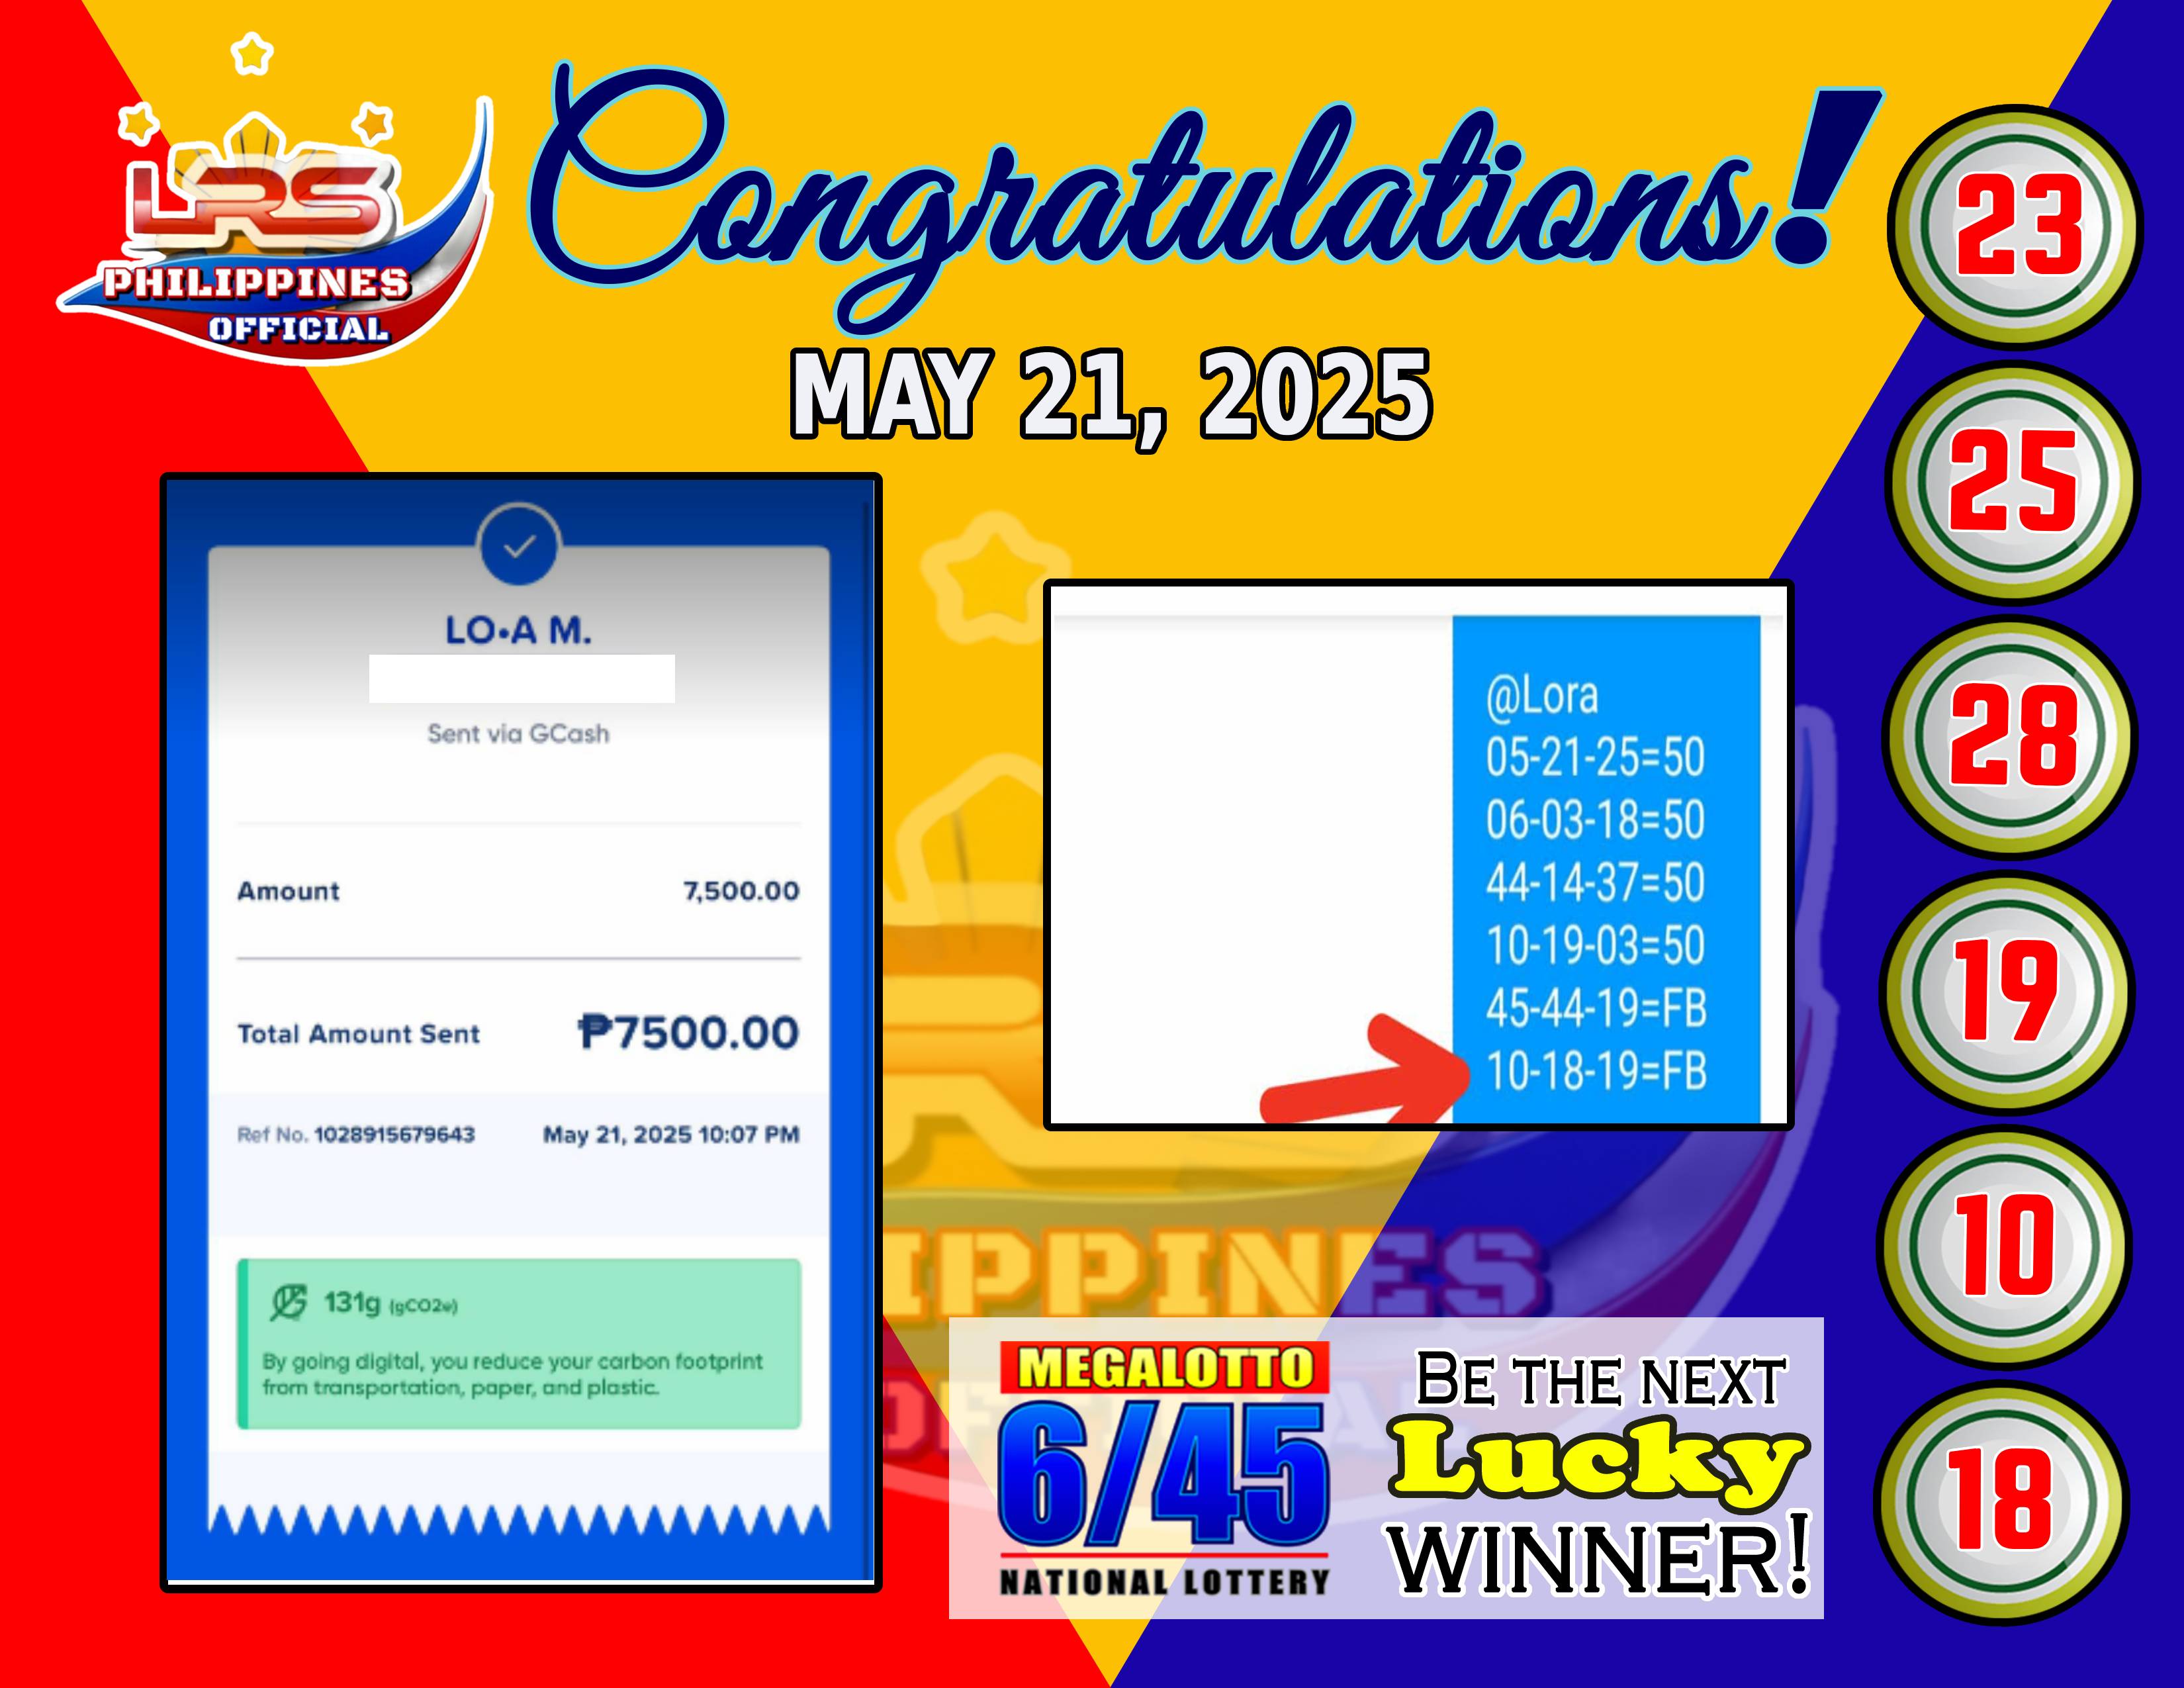 LRS
PHILIPPINES
OFFICIAL
Congratulations!
MAY 21, 2025
LO•A M.
Sent via GCash
Amount 7,500.00
Total Amount Sent ₱7500.00
Ref No. 1028915679643 May 21, 2025 10:07 PM
131g (gCO2e)
By going digital, you reduce your carbon footprint
from transportation, paper, and plastic.
@Lora
05-21-25=50
06-03-18=50
44-14-37=50
10-19-03=50
45-44-19=FB
10-18-19=FB
IPPINES
MEGALOTTO
6/45
NATIONAL LOTTERY
BE THE NEXT
Lucky
WINNER!
23
25
28
19
10
18